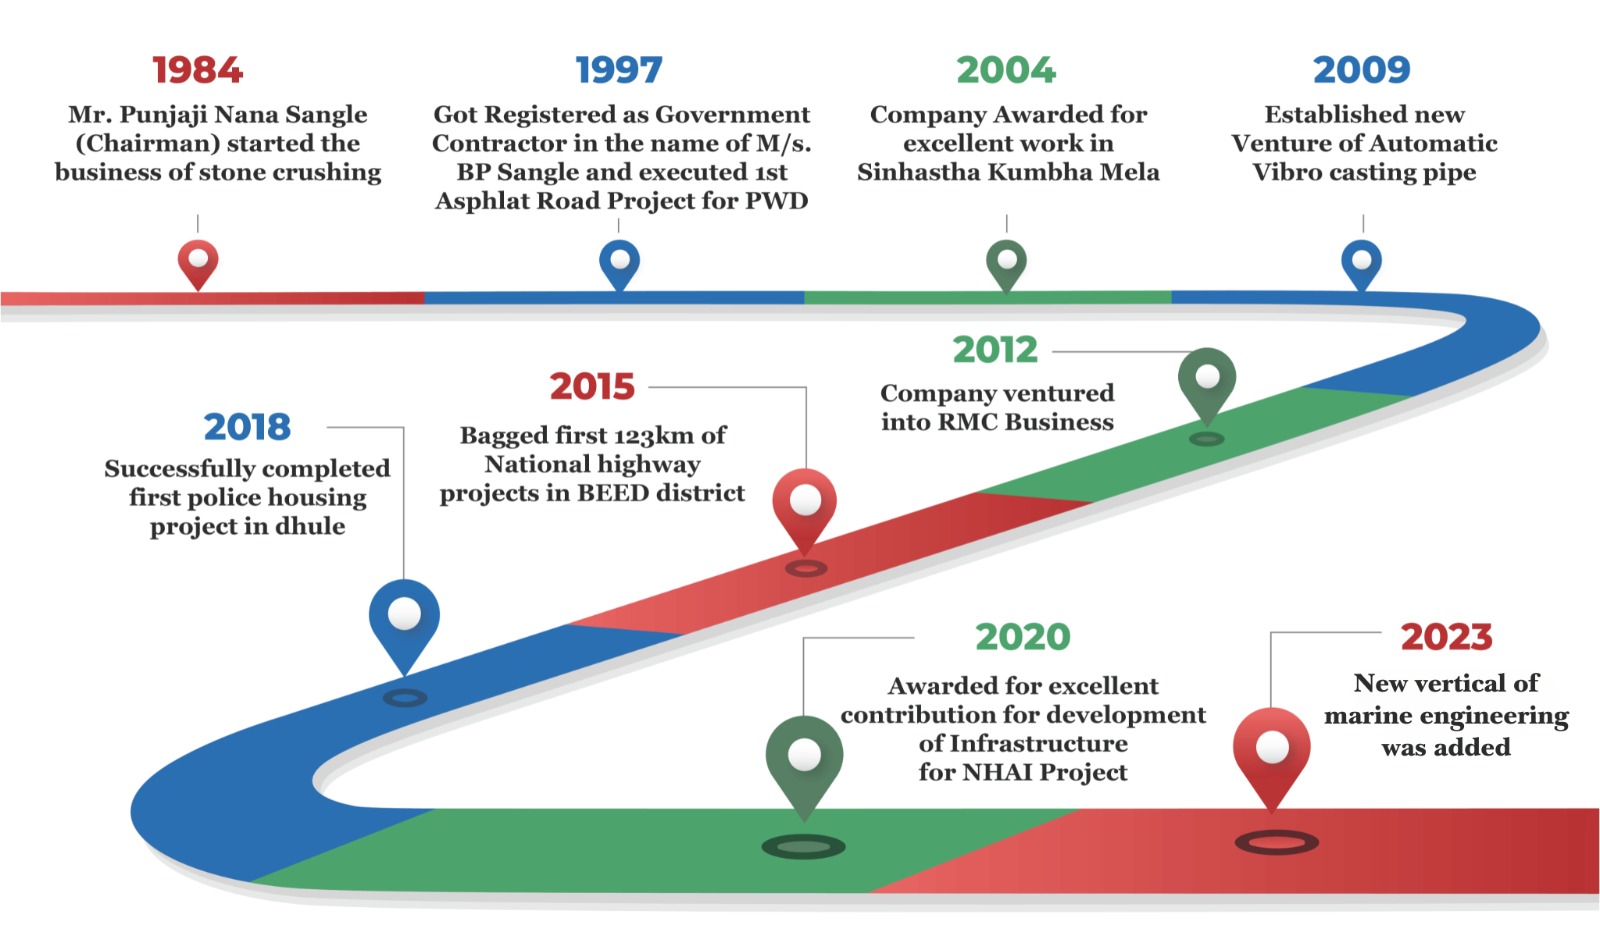 1984
Mr. Punjaji Nana Sangle
(Chairman) started the
business of stone crushing
1997
Got Registered as Government
Contractor in the name of M/s.
BP Sangle and executed 1st
Asphlat Road Project for PWD
2004
Company Awarded for
excellent work in
Sinhastha Kumbha Mela
2009
Established new
Venture of Automatic
Vibro casting pipe
2012
Company ventured
into RMC Business
2015
Bagged first 123km of
National highway
projects in BEED district
2018
Successfully completed
first police housing
project in dhule
2020
Awarded for excellent
contribution for development
of Infrastructure
for NHAI Project
2023
New vertical of
marine engineering
was added